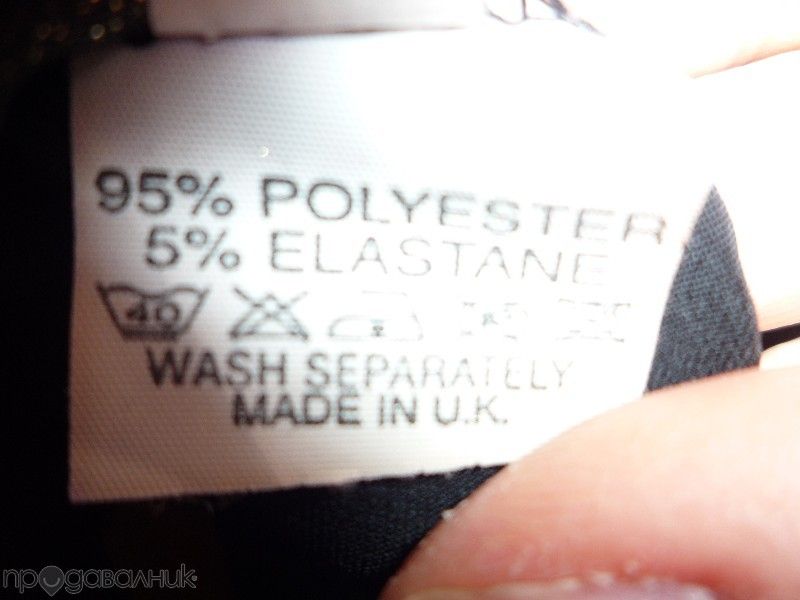 95% POLYESTER
5% ELASTANE
40
WASH SEPARATELY
MADE IN U.K.
продавалник